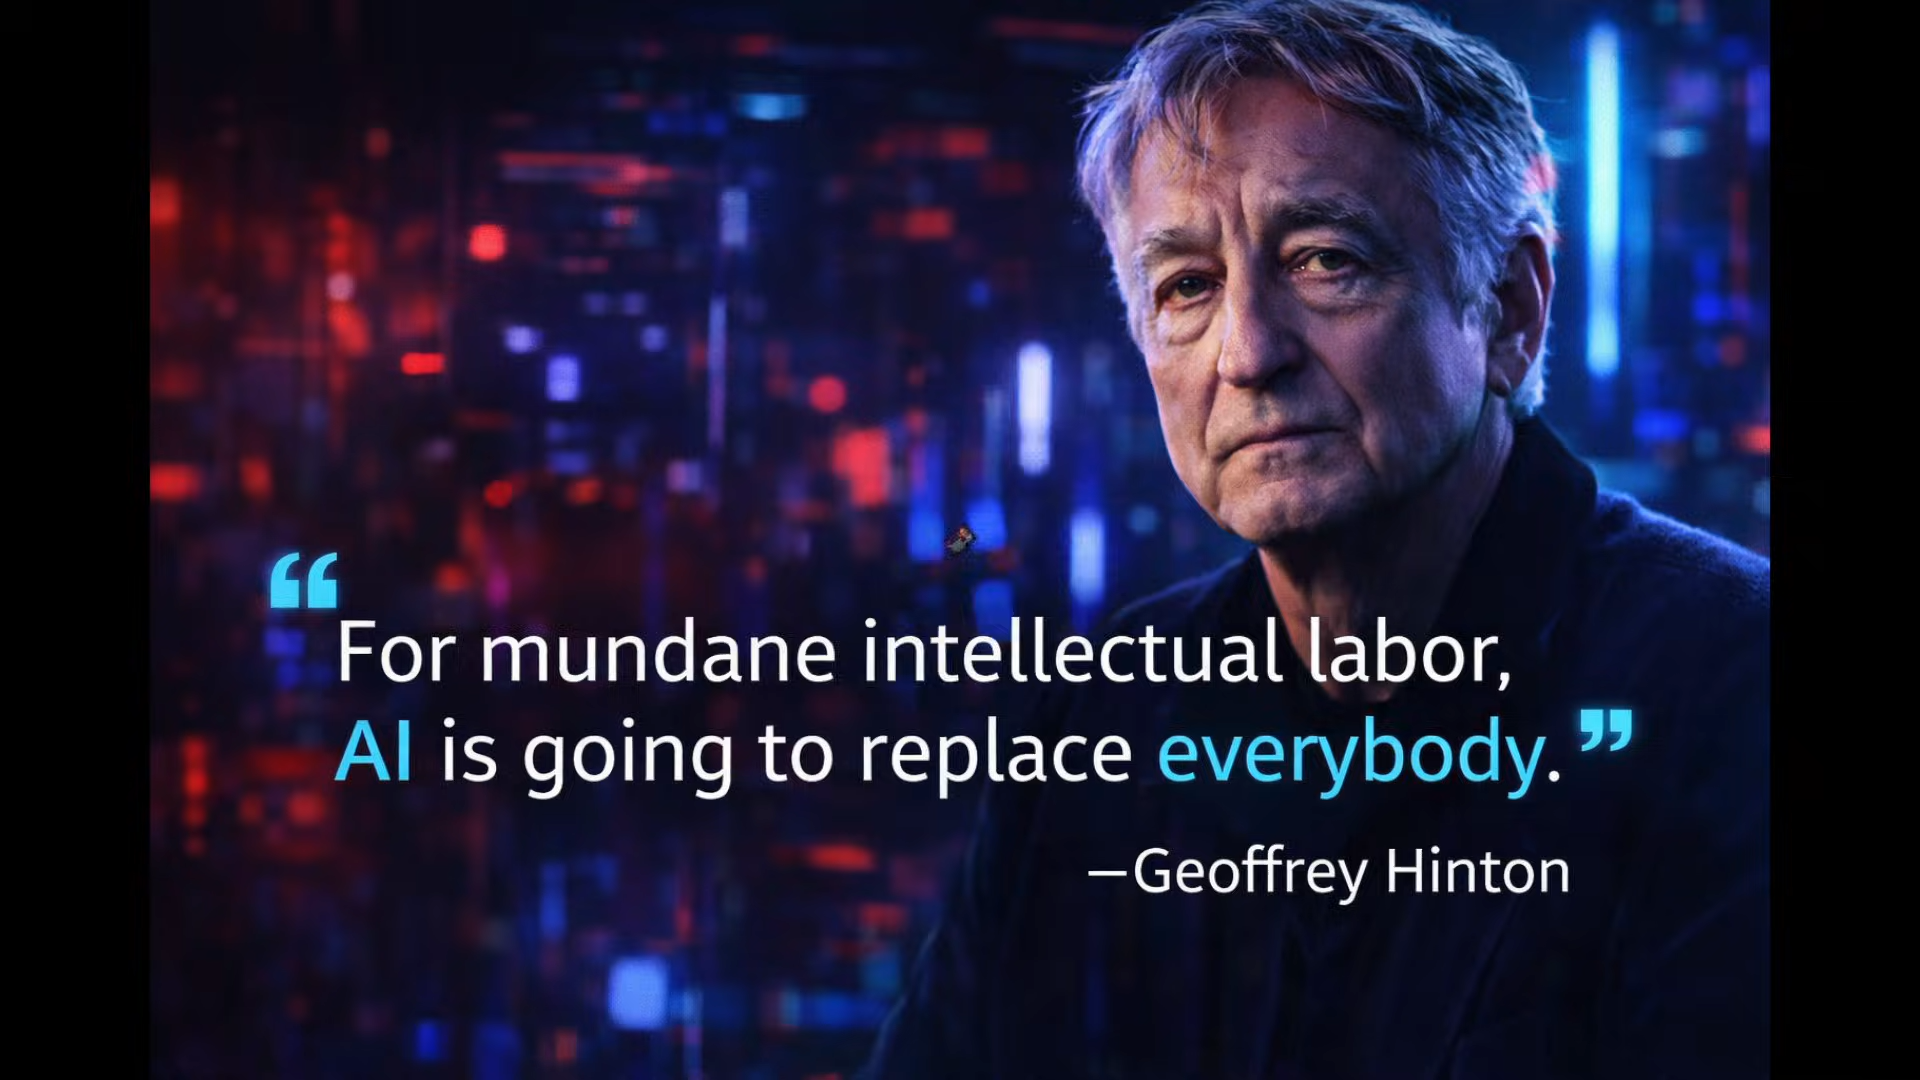 “For mundane intellectual labor,
AI is going to replace everybody.”
—Geoffrey Hinton